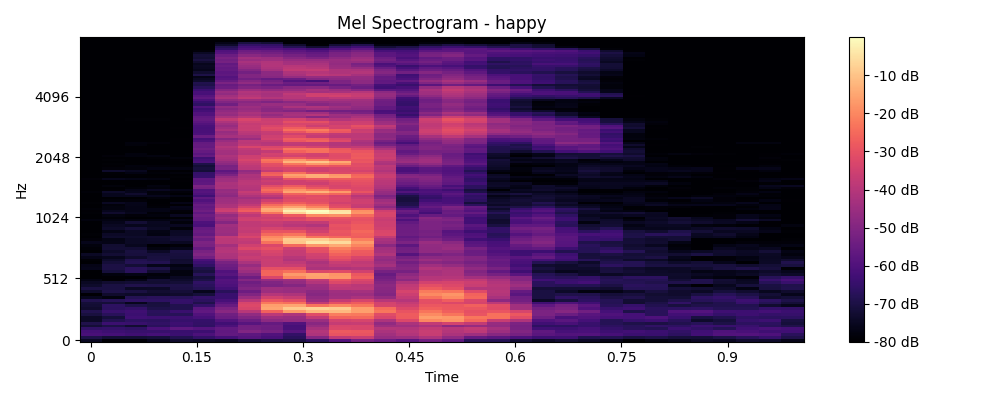 Mel Spectrogram - happy
Hz
4096
2048
1024
512
0
0 0.15 0.3 0.45 0.6 0.75 0.9
Time
-10 dB
-20 dB
-30 dB
-40 dB
-50 dB
-60 dB
-70 dB
-80 dB